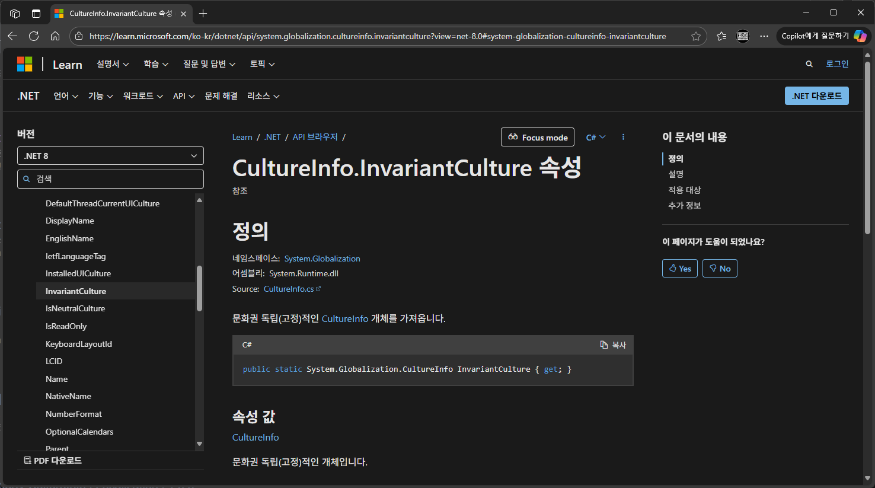 CultureInfo.InvariantCulture 속성
https://learn.microsoft.com/ko-kr/dotnet/api/system.globalization.cultureinfo.invariantculture?view=net-8.0#system-globalization-cultureinfo-invariantculture
Copilot에게 질문하기
Learn 설명서 학습 질문 및 답변 토픽 로그인
.NET 언어 기능 워크로드 API 문제 해결 리소스 .NET 다운로드
버전
.NET 8
검색
DefaultThreadCurrentUICulture
DisplayName
EnglishName
IetfLanguageTag
InstalledUICulture
InvariantCulture
IsNeutralCulture
IsReadOnly
KeyboardLayoutId
LCID
Name
NativeName
NumberFormat
OptionalCalendars
Parent
PDF 다운로드
Learn / .NET / API 브라우저 /
Focus mode
C#
CultureInfo.InvariantCulture 속성
참조
정의
네임스페이스: System.Globalization
어셈블리: System.Runtime.dll
Source: CultureInfo.cs
문화권 독립(고정)적인 CultureInfo 개체를 가져옵니다.
C# 복사
public static System.Globalization.CultureInfo InvariantCulture { get; }
속성 값
CultureInfo
문화권 독립(고정)적인 개체입니다.
이 문서의 내용
정의
설명
적용 대상
추가 정보
이 페이지가 도움이 되었나요?
Yes No